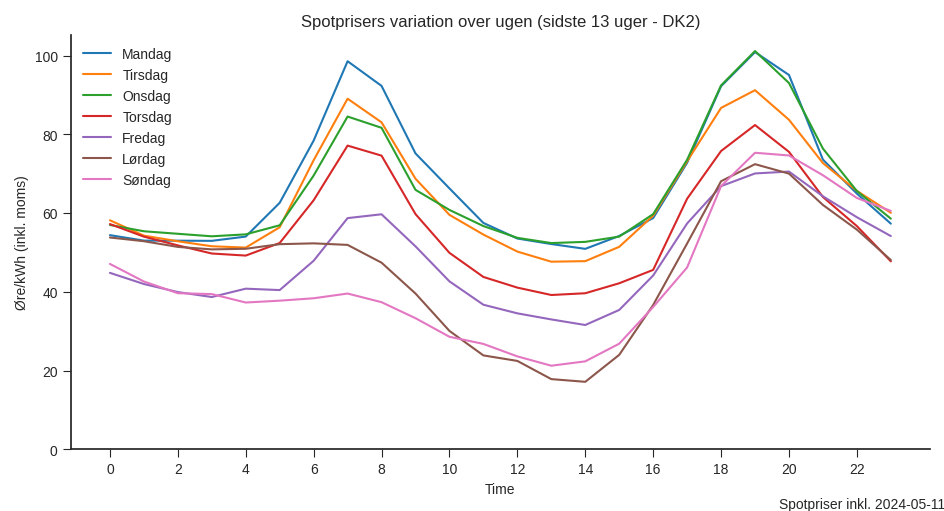 Spotprisers variation over ugen (sidste 13 uger - DK2)
Mandag
Tirsdag
Onsdag
Torsdag
Fredag
Lørdag
Søndag
Øre/kWh (inkl. moms)
100
80
60
40
20
0
0 2 4 6 8 10 12 14 16 18 20 22
Time
Spotpriser inkl. 2024-05-11